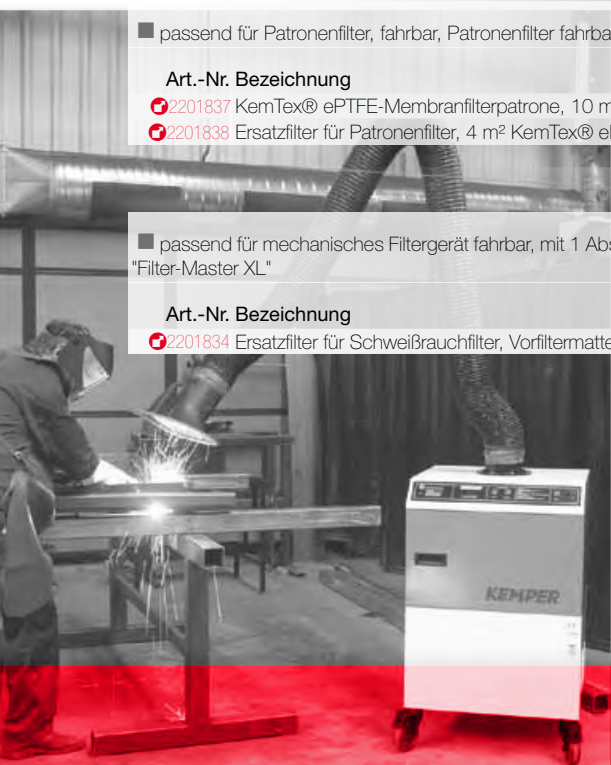 ■ passend für Patronenfilter, fahrbar, Patronenfilter fahrba
Art.-Nr. Bezeichnung
2201837 KemTex® ePTFE-Membranfilterpatrone, 10 m
2201838 Ersatzfilter für Patronenfilter, 4 m² KemTex® e
■ passend für mechanisches Filtergerät fahrbar, mit 1 Abs
"Filter-Master XL"
Art.-Nr. Bezeichnung
2201834 Ersatzfilter für Schweißrauchfilter, Vorfiltermatte
KEMPER